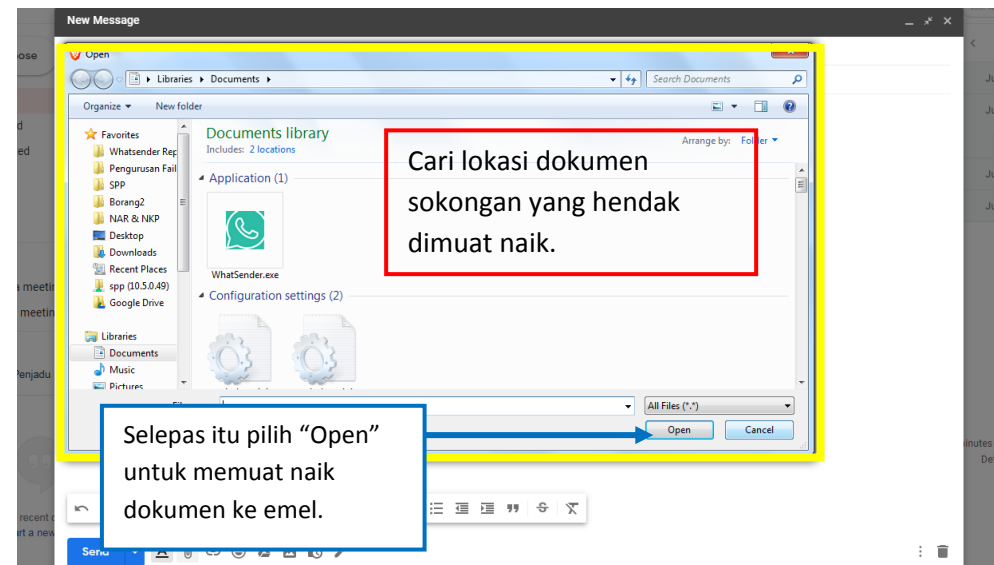 New Message
Open
Libraries ▸ Documents ▸
Search Documents
Organize
New folder
Favorites
Whatsender Rep
Pengurusan Fail
SPP
Borang2
NAR & NKP
Desktop
Downloads
Recent Places
spp (10.5.0.49)
Google Drive
Libraries
Documents
Music
Pictures
Documents library
Includes: 2 locations
Arrange by: Folder
Application (1)
WhatSender.exe
Configuration settings (2)
Cari lokasi dokumen
sokongan yang hendak
dimuat naik.
All Files (*.*)
Open
Cancel
Selepas itu pilih “Open”
untuk memuat naik
dokumen ke emel.
Send